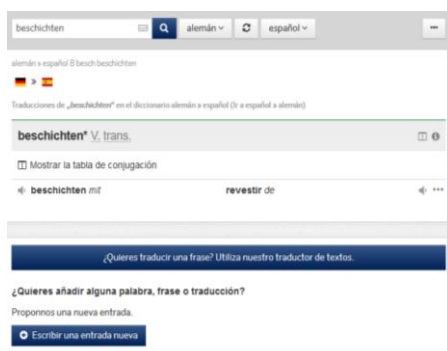 beschichten alemán español
alemán » español B besch beschichten
»
Traducciones de „beschichten“ en el diccionario alemán » español (Ir a español » alemán)
beschichten* V. trans.
Mostrar la tabla de conjugación
beschichten mit revestir de
¿Quieres traducir una frase? Utiliza nuestro traductor de textos.
¿Quieres añadir alguna palabra, frase o traducción?
Proponnos una nueva entrada.
Escribir una entrada nueva